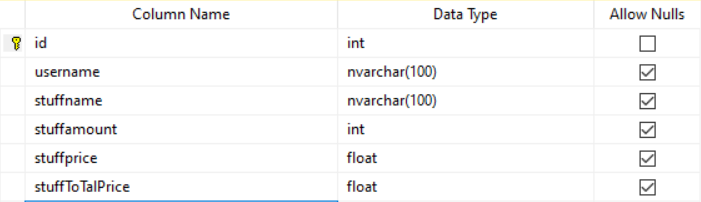 Column Name Data Type Allow Nulls
id int
username nvarchar(100)
stuffname nvarchar(100)
stuffamount int
stuffprice float
stuffToTalPrice float